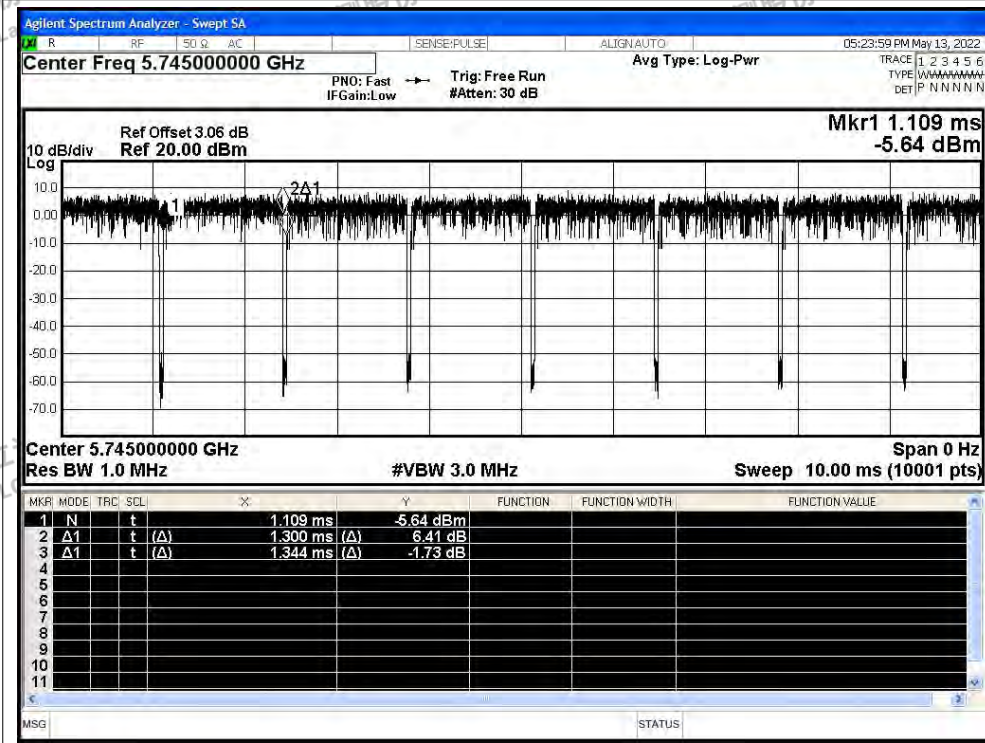 Agilent Spectrum Analyzer - Swept SA
LXI R RF 50 Ω AC SENSE:PULSE ALIGN AUTO 05:23:59 PM May 13, 2022
Center Freq 5.745000000 GHz Avg Type: Log-Pwr TRACE 1 2 3 4 5 6
PNO: Fast Trig: Free Run TYPE
IFGain:Low #Atten: 30 dB DET P N N N N N
Mkr1 1.109 ms
-5.64 dBm
Ref Offset 3.06 dB
10 dB/div Ref 20.00 dBm
Log
10.0
0.00
-10.0
-20.0
-30.0
-40.0
-50.0
-60.0
-70.0
1
2Δ1
Center 5.745000000 GHz Span 0 Hz
Res BW 1.0 MHz #VBW 3.0 MHz Sweep 10.00 ms (10001 pts)
MKR MODE TRC SCL X Y FUNCTION FUNCTION WIDTH FUNCTION VALUE
1 N t 1.109 ms -5.64 dBm
2 Δ1 t (Δ) 1.300 ms (Δ) 6.41 dB
3 Δ1 t (Δ) 1.344 ms (Δ) -1.73 dB
4
5
6
7
8
9
10
11
MSG STATUS